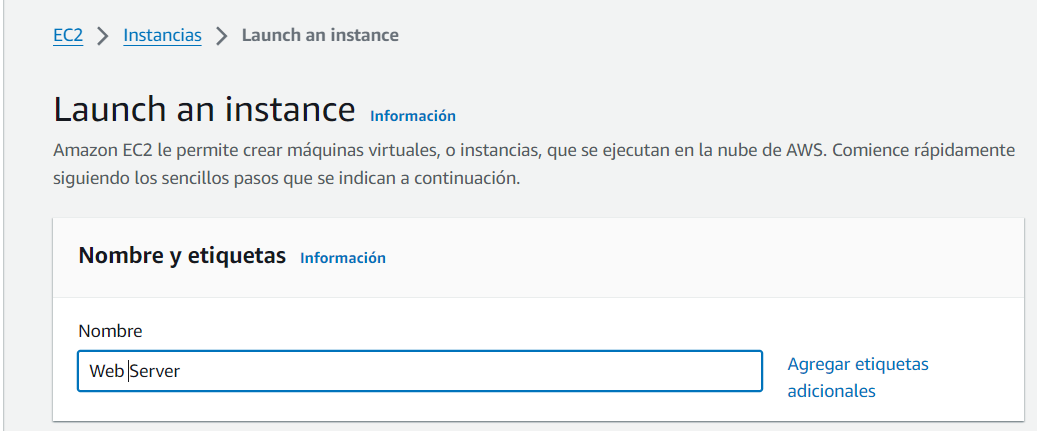 EC2 > Instancias > Launch an instance
Launch an instance Información
Amazon EC2 le permite crear máquinas virtuales, o instancias, que se ejecutan en la nube de AWS. Comience rápidamente
siguiendo los sencillos pasos que se indican a continuación.
Nombre y etiquetas Información
Nombre
Web Server
Agregar etiquetas
adicionales